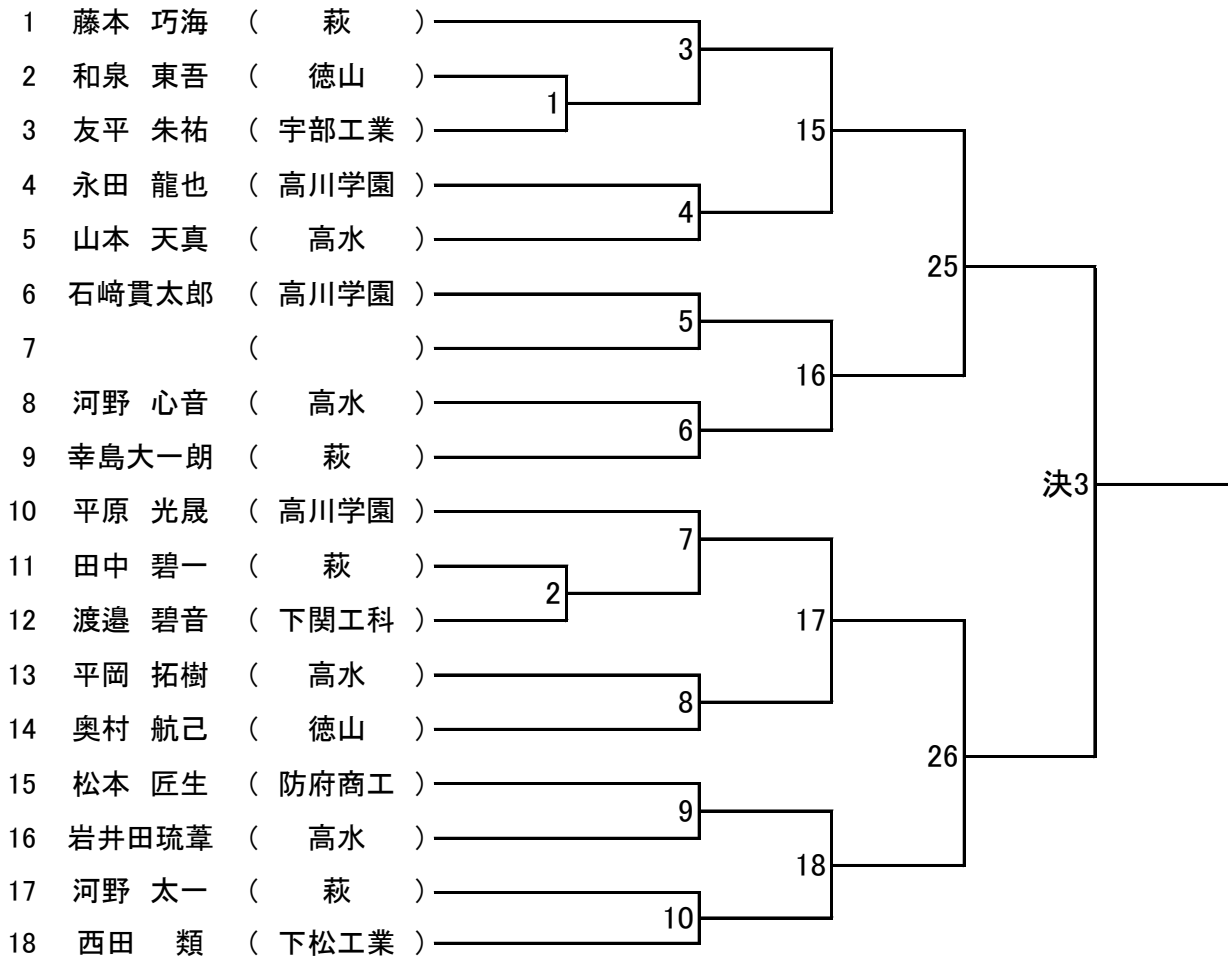 1 藤本 巧海 ( 萩 )
3
2 和泉 東吾 ( 徳山 )
1
3 友平 朱祐 ( 宇部工業 )
15
4 永田 龍也 ( 高川学園 )
4
5 山本 天真 ( 高水 )
25
6 石﨑貫太郎 ( 高川学園 )
5
7 ( )
16
8 河野 心音 ( 高水 )
6
9 幸島大一朗 ( 萩 )
決3
10 平原 光晟 ( 高川学園 )
7
11 田中 碧一 ( 萩 )
2
12 渡邉 碧音 ( 下関工科 )
17
13 平岡 拓樹 ( 高水 )
8
14 奥村 航己 ( 徳山 )
26
15 松本 匠生 ( 防府商工 )
9
16 岩井田琉葦 ( 高水 )
18
17 河野 太一 ( 萩 )
10
18 西田 類 ( 下松工業 )